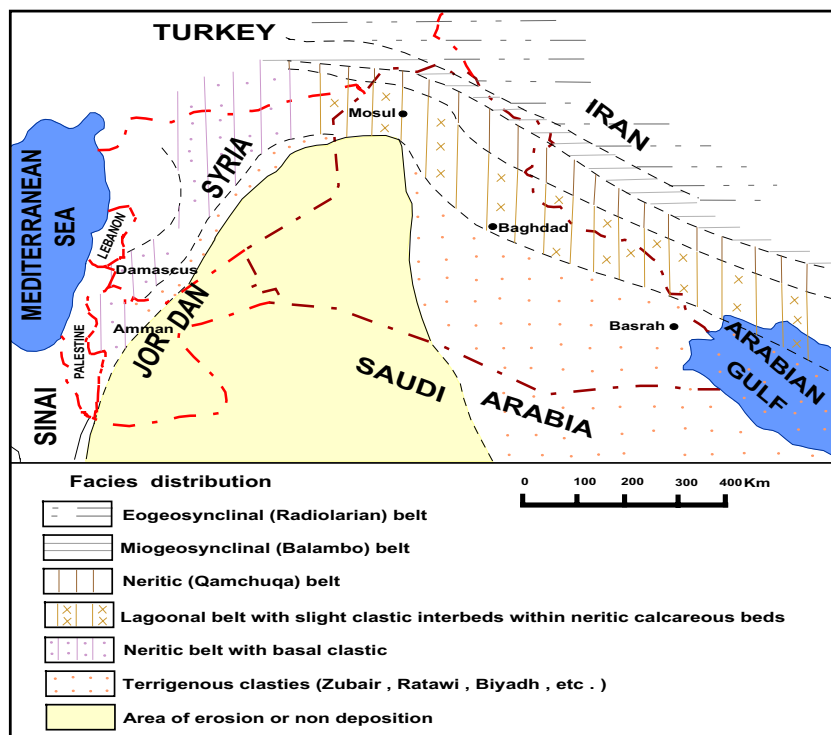 TURKEY
IRAN
Mosul
SYRIA
MEDITERRANEAN
SEA
LEBANON
Baghdad
Damascus
JOR DAN
Amman
PALESTINE
Basrah
SINAI
SAUDI
ARABIA
ARABIAN
GULF
Facies distribution
0 100 200 300 400 Km
Eogeosynclinal (Radiolarian) belt
Miogeosynclinal (Balambo) belt
Neritic (Qamchuqa) belt
Lagoonal belt with slight clastic interbeds within neritic calcareous beds
Neritic belt with basal clastic
Terrigenous clasties (Zubair , Ratawi , Biyadh , etc . )
Area of erosion or non deposition